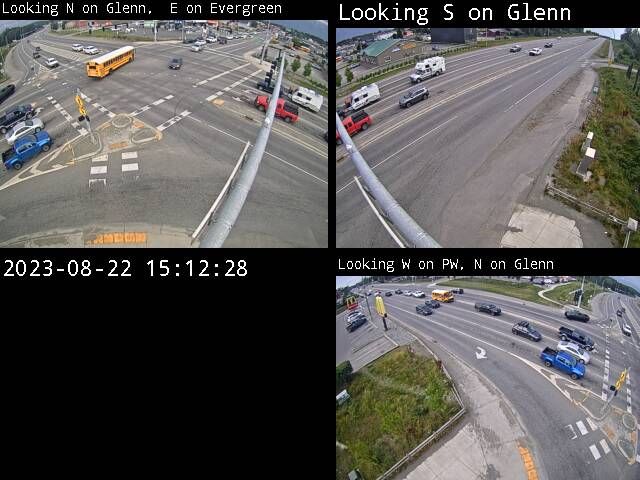 Looking N on Glenn,  E on Evergreen
Looking S on Glenn
2023-08-22 15:12:28
Looking W on PW, N on Glenn